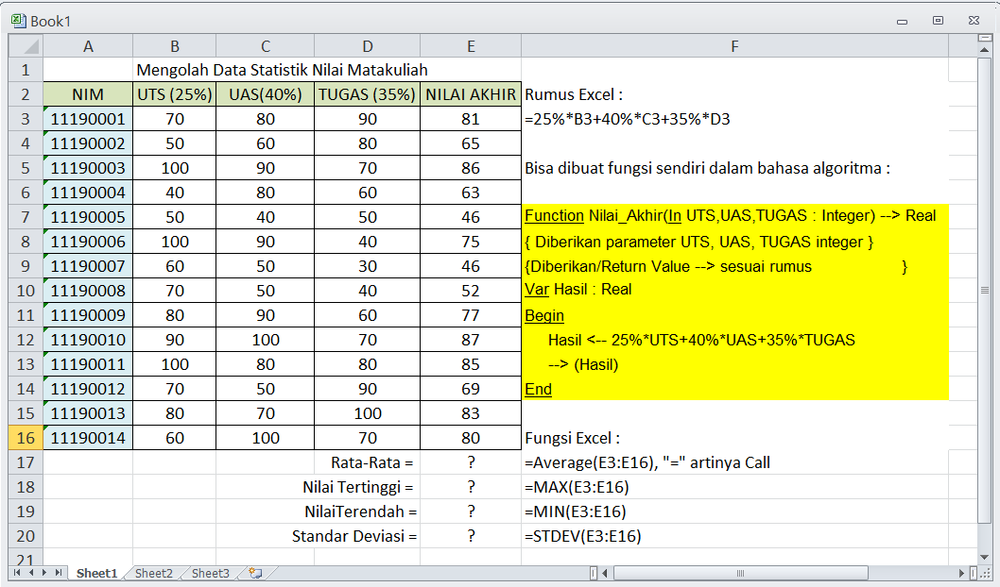 Book1
A B C D E F
1 Mengolah Data Statistik Nilai Matakuliah
2 NIM UTS (25%) UAS(40%) TUGAS (35%) NILAI AKHIR Rumus Excel :
3 11190001 70 80 90 81 =25%*B3+40%*C3+35%*D3
4 11190002 50 60 80 65
5 11190003 100 90 70 86 Bisa dibuat fungsi sendiri dalam bahasa algoritma :
6 11190004 40 80 60 63
7 11190005 50 40 50 46 Function Nilai_Akhir(In UTS,UAS,TUGAS : Integer) --> Real
8 11190006 100 90 40 75 { Diberikan parameter UTS, UAS, TUGAS integer }
9 11190007 60 50 30 46 {Diberikan/Return Value --> sesuai rumus }
10 11190008 70 50 40 52 Var Hasil : Real
11 11190009 80 90 60 77 Begin
12 11190010 90 100 70 87 Hasil <-- 25%*UTS+40%*UAS+35%*TUGAS
13 11190011 100 80 80 85 --> (Hasil)
14 11190012 70 50 90 69 End
15 11190013 80 70 100 83
16 11190014 60 100 70 80 Fungsi Excel :
17 Rata-Rata = ? =Average(E3:E16), "=" artinya Call
18 Nilai Tertinggi = ? =MAX(E3:E16)
19 NilaiTerendah = ? =MIN(E3:E16)
20 Standar Deviasi = ? =STDEV(E3:E16)
21
Sheet1 Sheet2 Sheet3